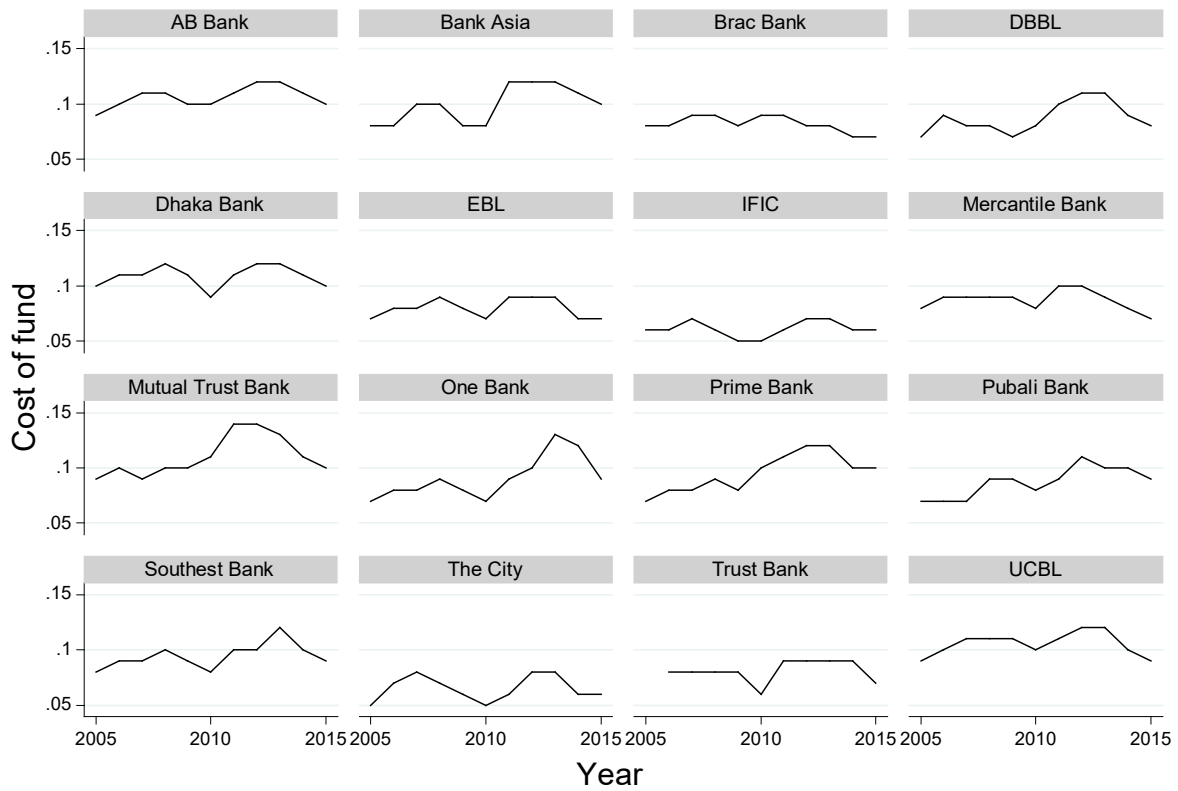 AB Bank
Bank Asia
Brac Bank
DBBL
.15
.1
.05
Dhaka Bank
EBL
IFIC
Mercantile Bank
.15
.1
.05
Mutual Trust Bank
One Bank
Prime Bank
Pubali Bank
.15
.1
.05
Southest Bank
The City
Trust Bank
UCBL
.15
.1
.05
2005 2010 2015
2005 2010 2015
2005 2010 2015
2005 2010 2015
Cost of fund
Year